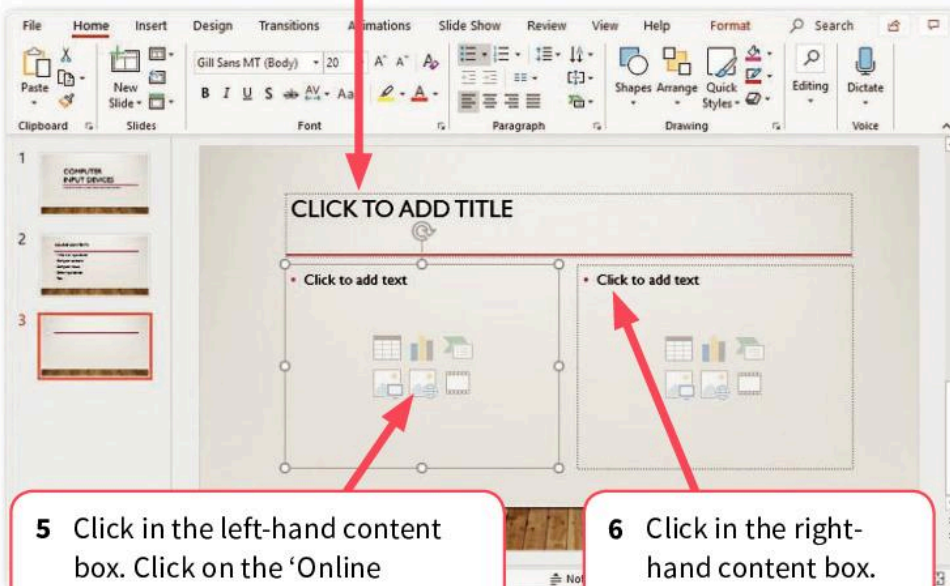 File Home Insert Design Transitions Animations Slide Show Review View Help Format Search
Gill Sans MT (Body) 20
Paste
New
Slide
B I U S ab AV Aa
Shapes Arrange Quick
Styles
Editing
Dictate
Clipboard Slides Font Paragraph Drawing Voice
1
COMPUTER
INPUT DEVICES
2
3
CLICK TO ADD TITLE
• Click to add text
• Click to add text
5 Click in the left-hand content
box. Click on the ‘Online
6 Click in the right-
hand content box.